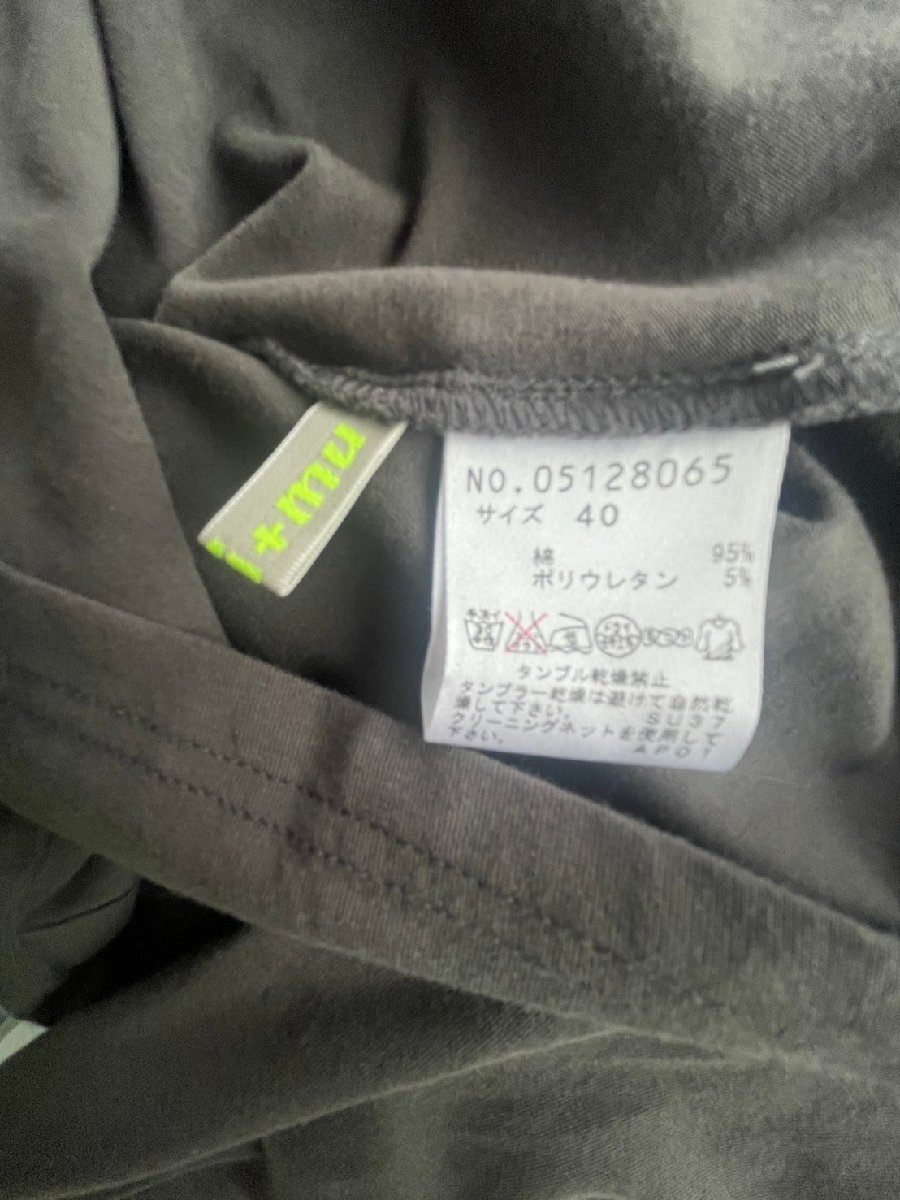 i+mu
NO.05128065
サイズ 40
綿 95%
ポリウレタン 5%
タンブル乾燥禁止
タンブラー乾燥は避けて自然乾
燥して下さい。 SU37
クリーニングネットを使用して
下さい。 AP01